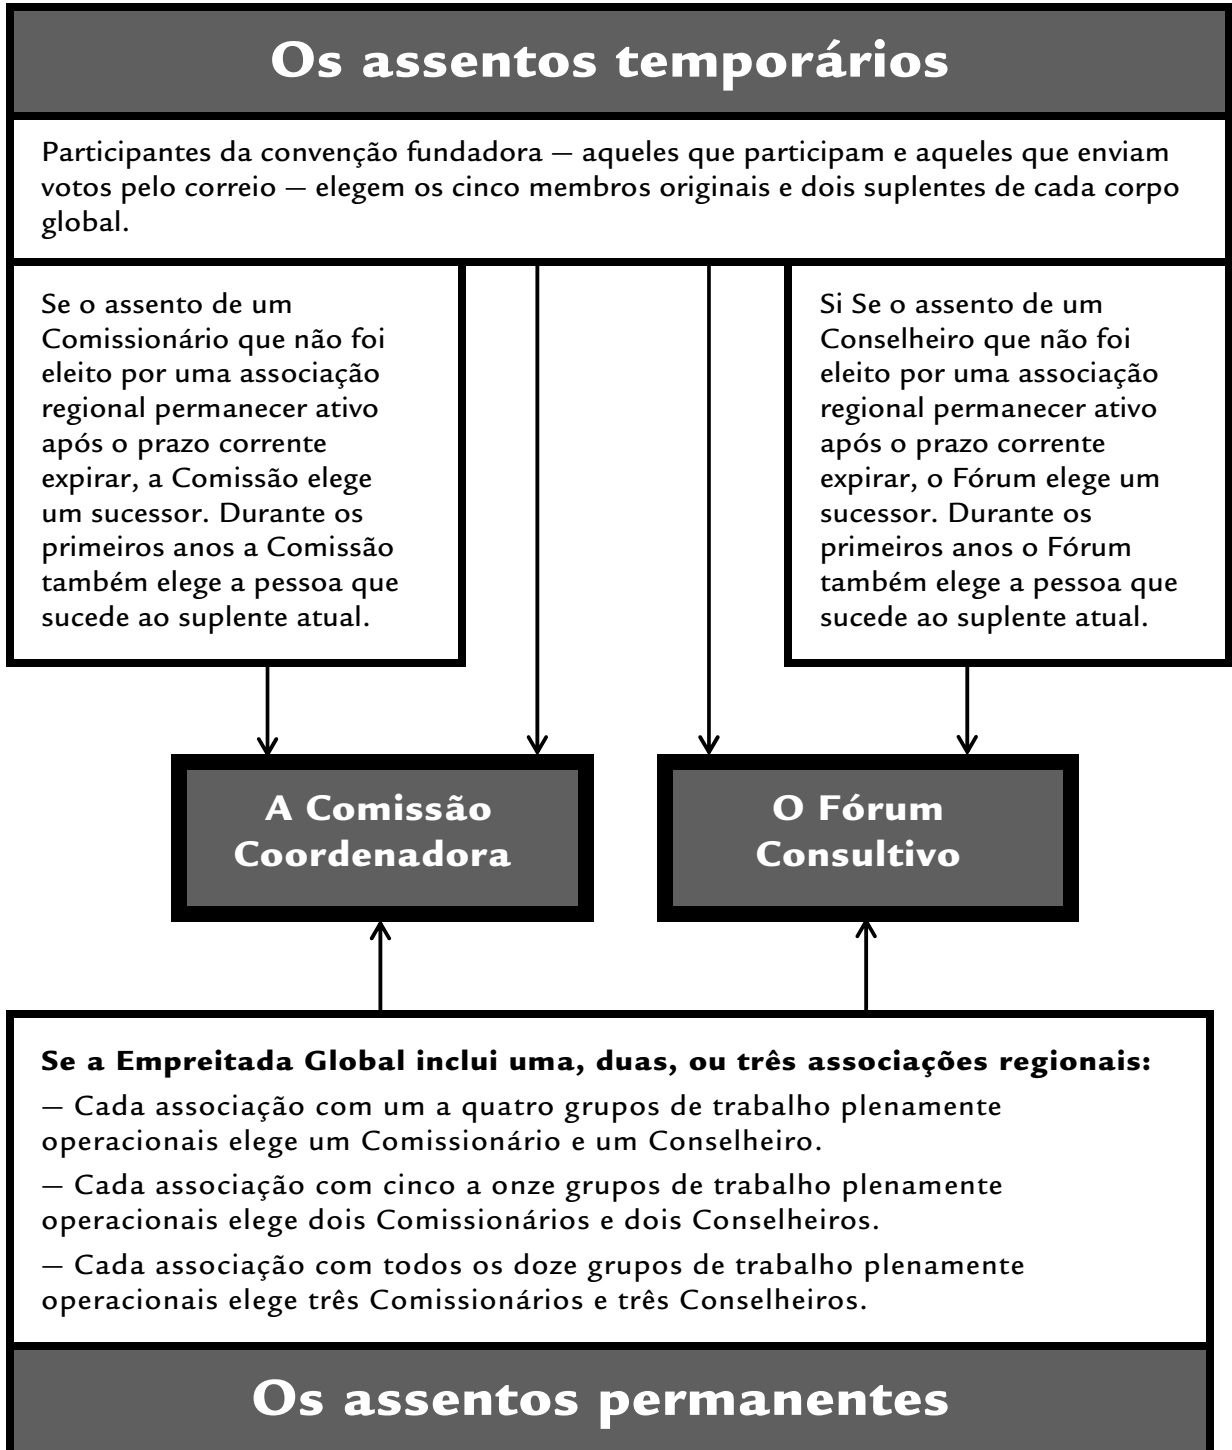 Os assentos temporários
Participantes da convenção fundadora — aqueles que participam e aqueles que enviam
votos pelo correio — elegem os cinco membros originais e dois suplentes de cada corpo
global.
Se o assento de um
Comissionário que não foi
eleito por uma associação
regional permanecer ativo
após o prazo corrente
expirar, a Comissão elege
um sucessor. Durante os
primeiros anos a Comissão
também elege a pessoa que
sucede ao suplente atual.
Si Se o assento de um
Conselheiro que não foi
eleito por uma associação
regional permanecer ativo
após o prazo corrente
expirar, o Fórum elege um
sucessor. Durante os
primeiros anos o Fórum
também elege a pessoa que
sucede ao suplente atual.
A Comissão
Coordenadora
O Fórum
Consultivo
Se a Empreitada Global inclui uma, duas, ou três associações regionais:
— Cada associação com um a quatro grupos de trabalho plenamente
operacionais elege um Comissionário e um Conselheiro.
— Cada associação com cinco a onze grupos de trabalho plenamente
operacionais elege dois Comissionários e dois Conselheiros.
— Cada associação com todos os doze grupos de trabalho plenamente
operacionais elege três Comissionários e três Conselheiros.
Os assentos permanentes